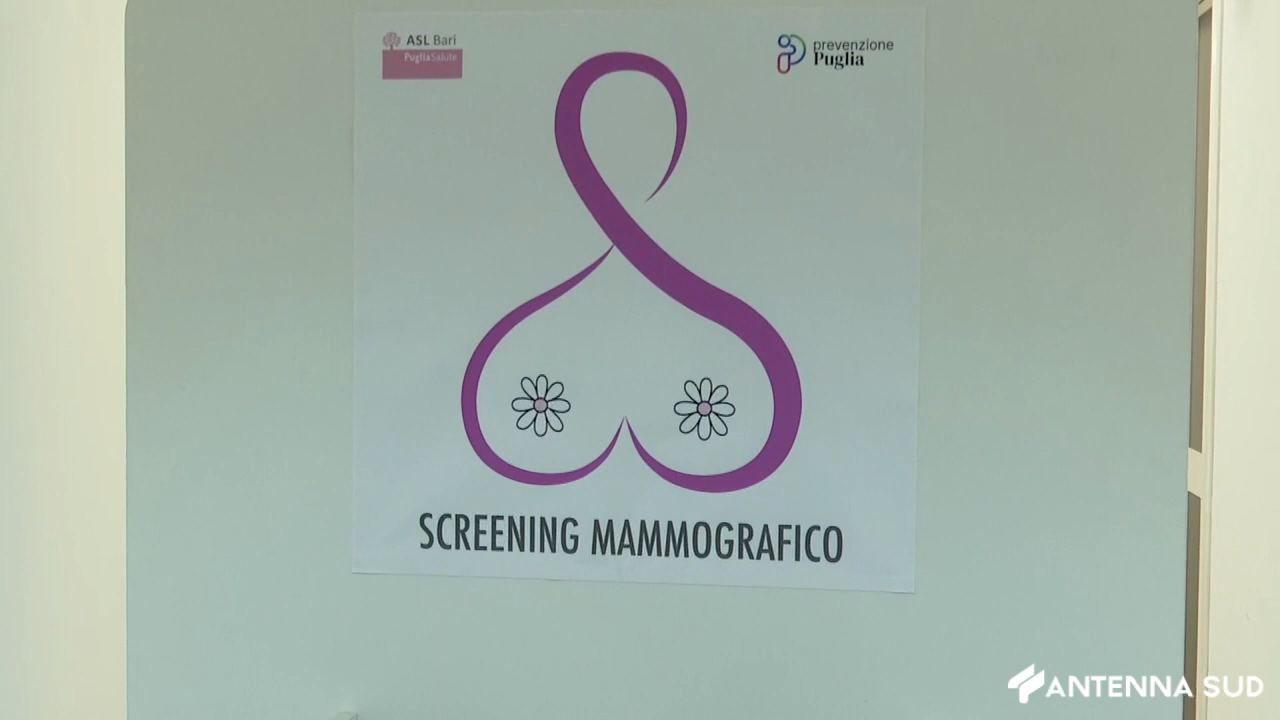 ASL Bari
PugliaSalute
prevenzione
Puglia
SCREENING MAMMOGRAFICO
ANTENNA SUD